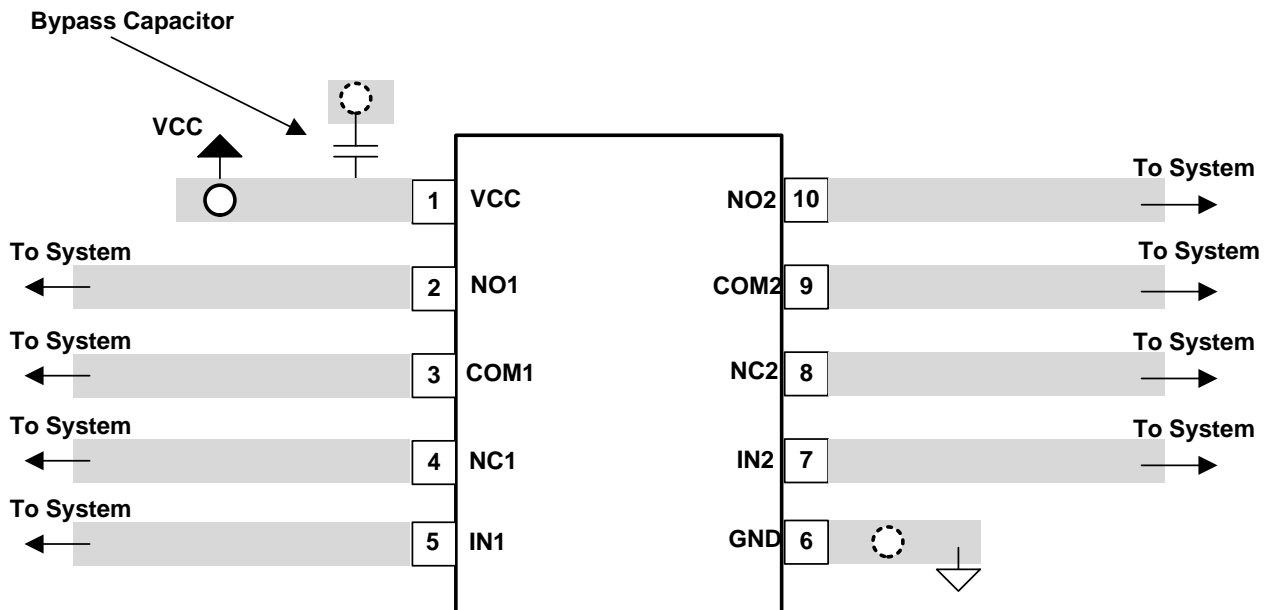 Bypass Capacitor
VCC
1 VCC
NO2 10
To System
To System
2 NO1
COM2 9
To System
To System
3 COM1
NC2 8
To System
To System
4 NC1
IN2 7
To System
To System
5 IN1
GND 6